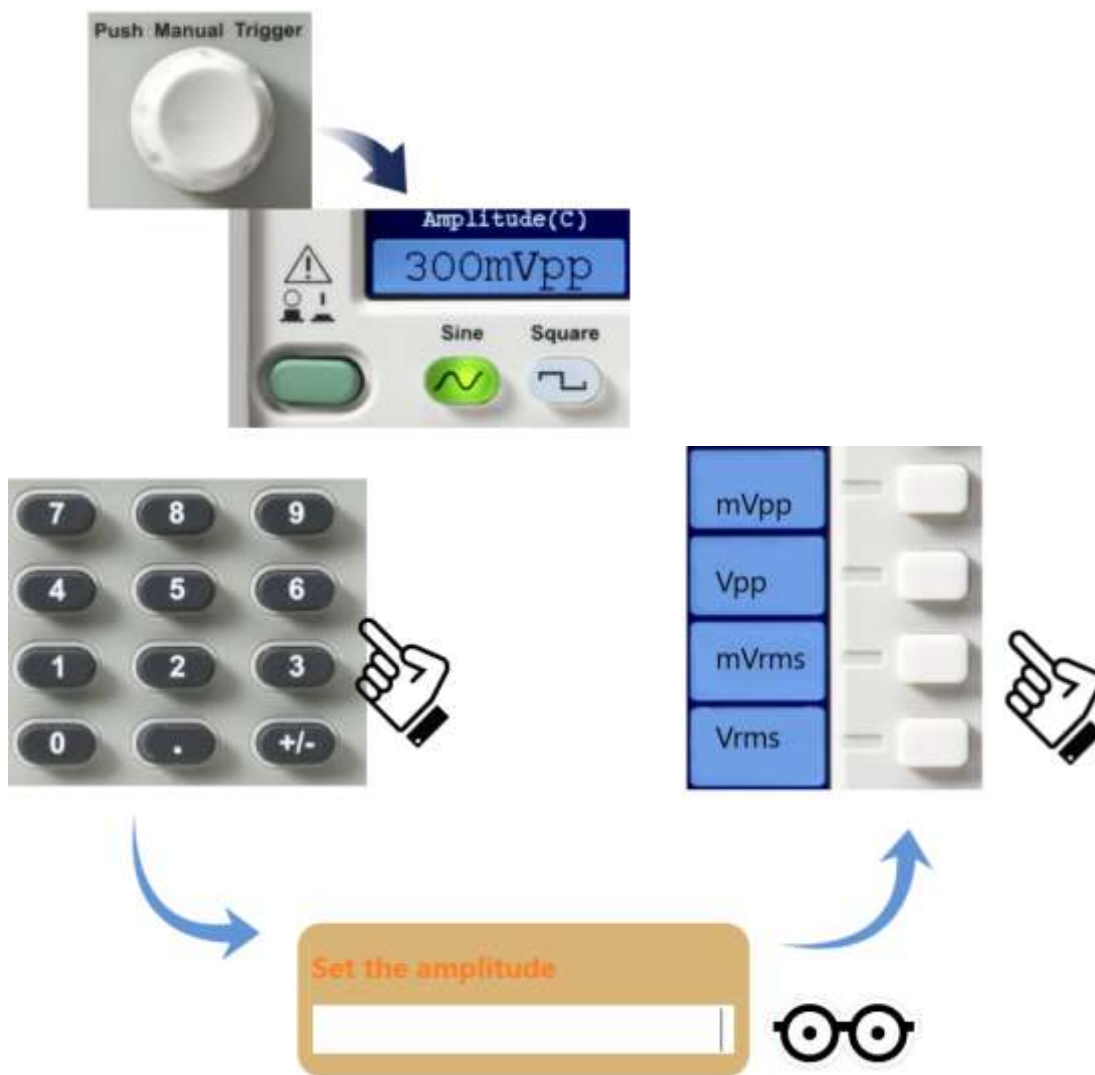 Push Manual Trigger
Amplitude(C)
300mVpp
Sine Square
7 8 9
4 5 6
1 2 3
0 . +/-
mVpp
Vpp
mVrms
Vrms
Set the amplitude